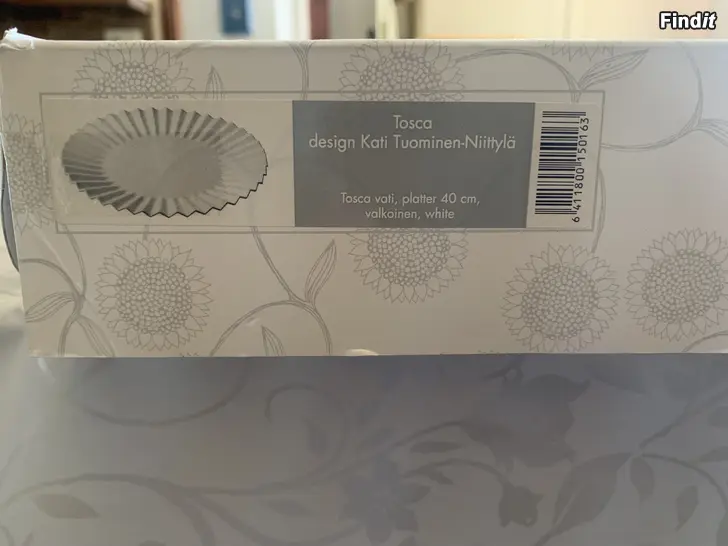 Findit
Tosca
design Kati Tuominen-Niittylä
Tosca vati, platter 40 cm,
valkoinen, white
6 411800 150163